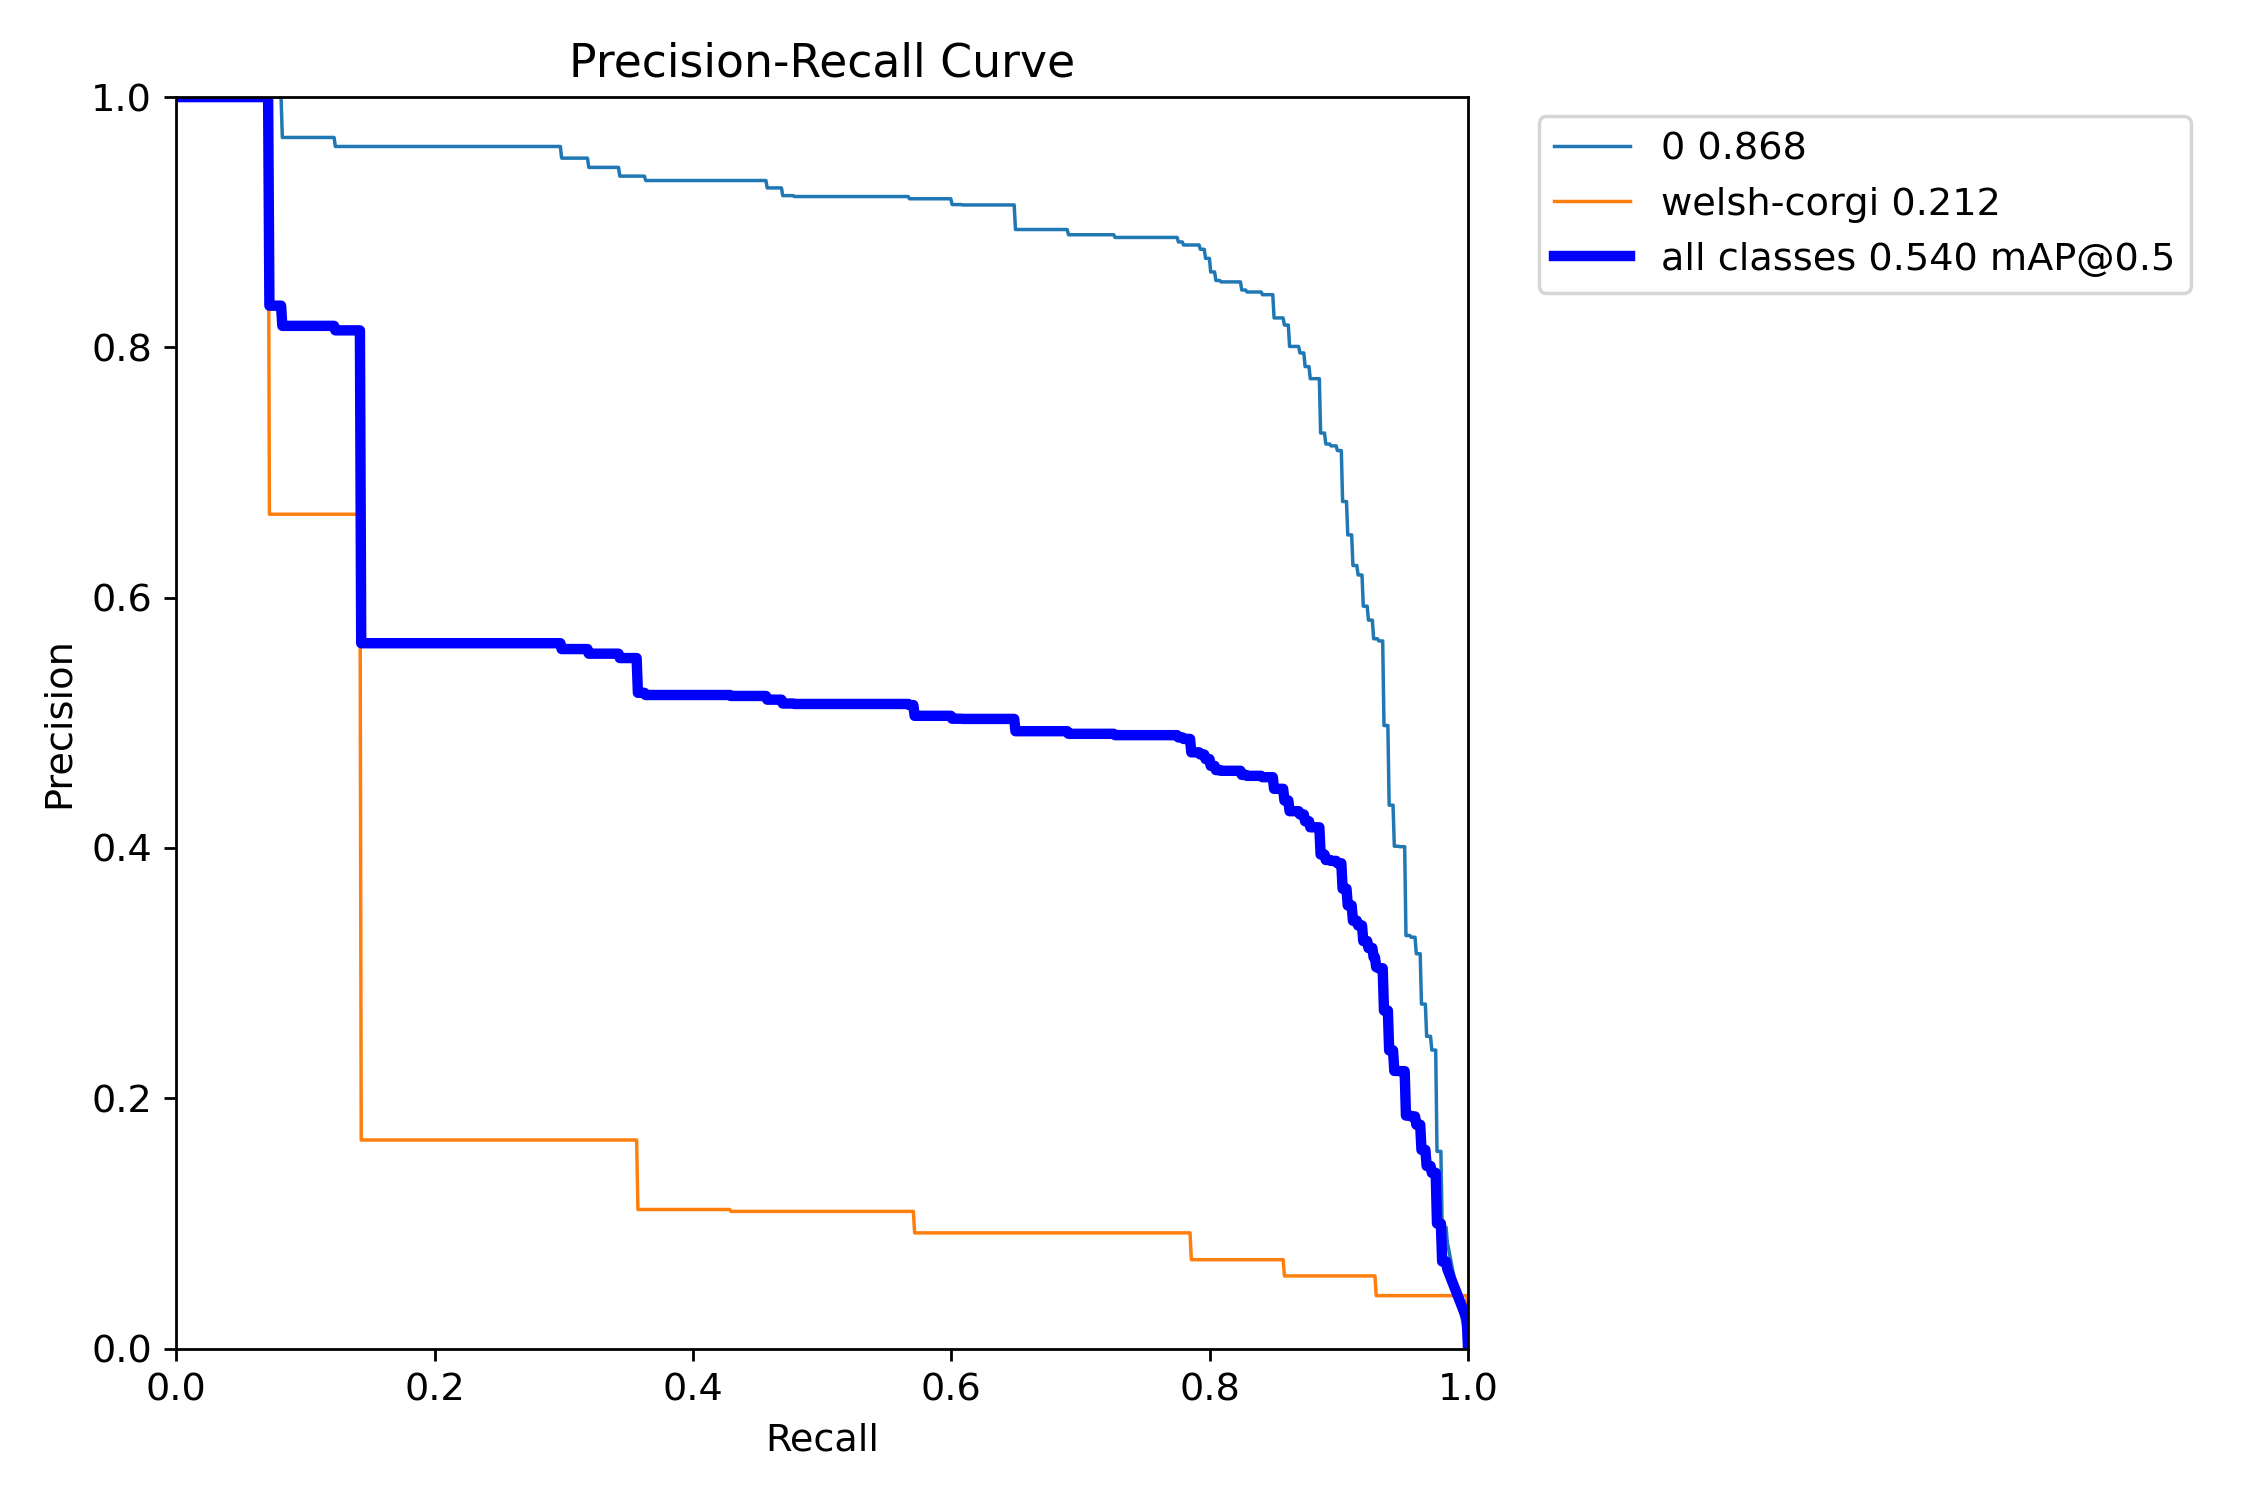 Precision-Recall Curve
1.0
0.8
0.6
0.4
0.2
0.0
Precision
0.0 0.2 0.4 0.6 0.8 1.0
Recall
0 0.868
welsh-corgi 0.212
all classes 0.540 mAP@0.5